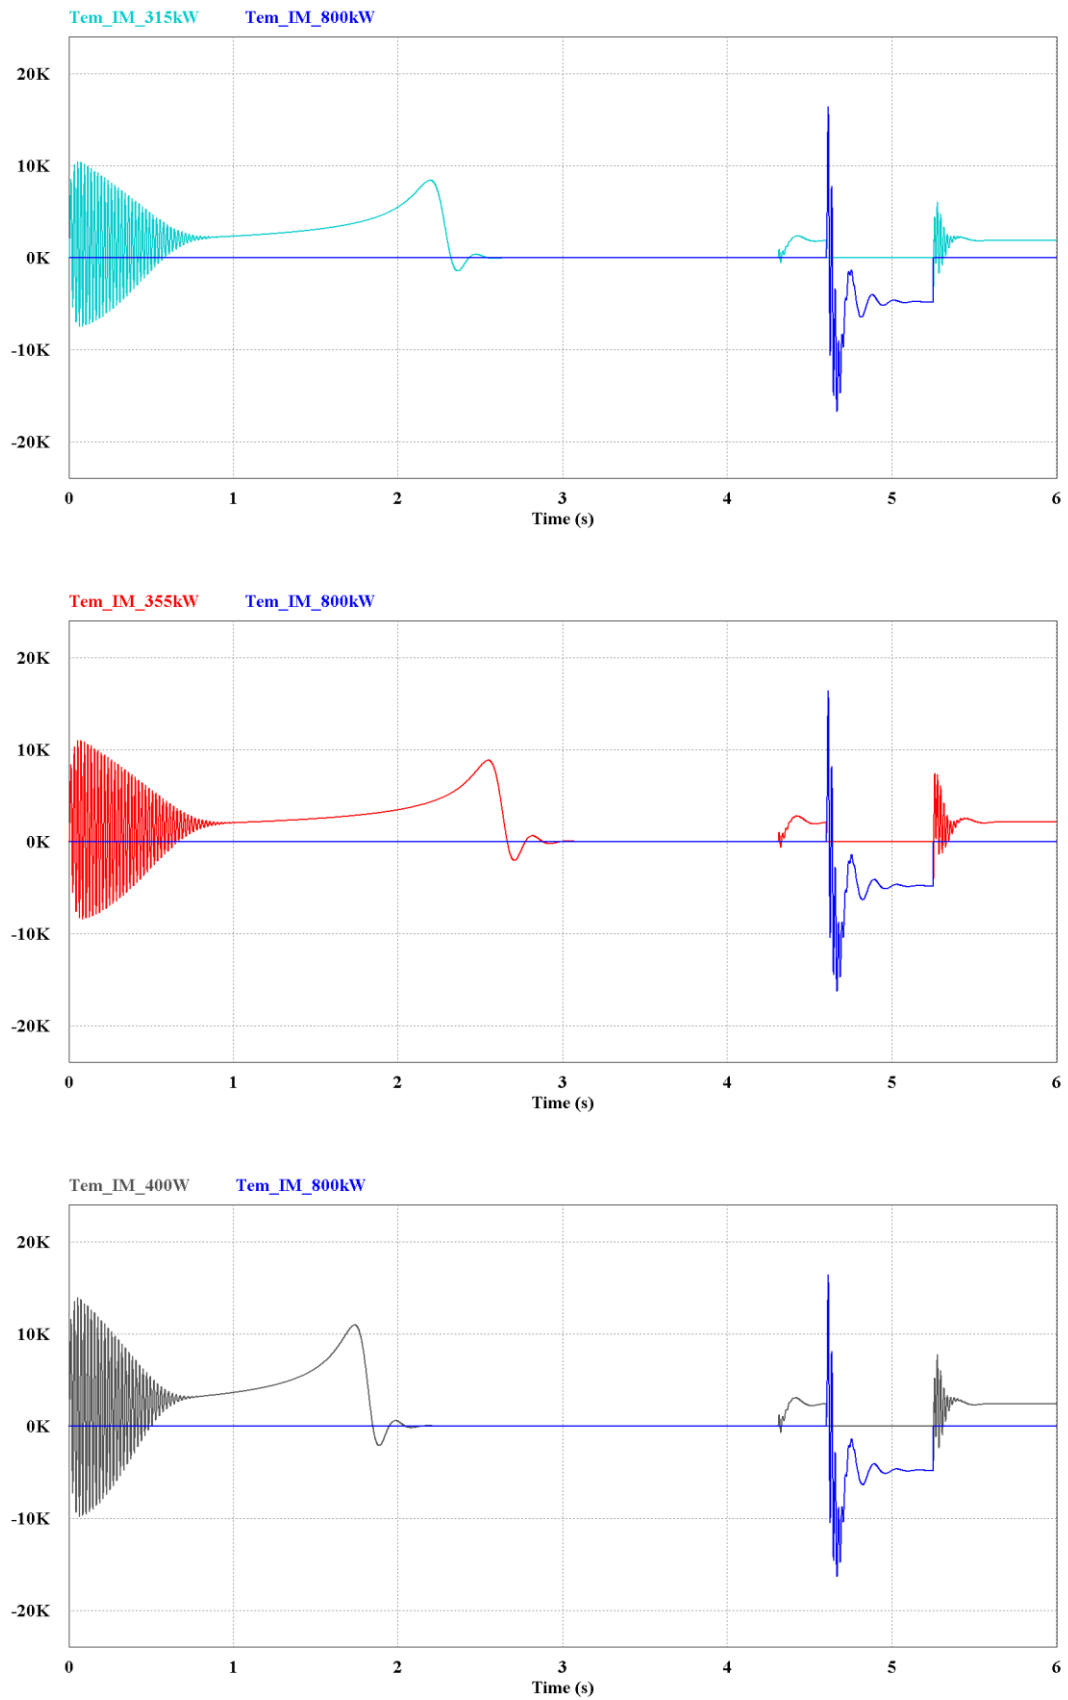 Tem_IM_315kW Tem_IM_800kW
20K
10K
0K
-10K
-20K
0 1 2 3 4 5 6
Time (s)
Tem_IM_355kW Tem_IM_800kW
20K
10K
0K
-10K
-20K
0 1 2 3 4 5 6
Time (s)
Tem_IM_400W Tem_IM_800kW
20K
10K
0K
-10K
-20K
0 1 2 3 4 5 6
Time (s)